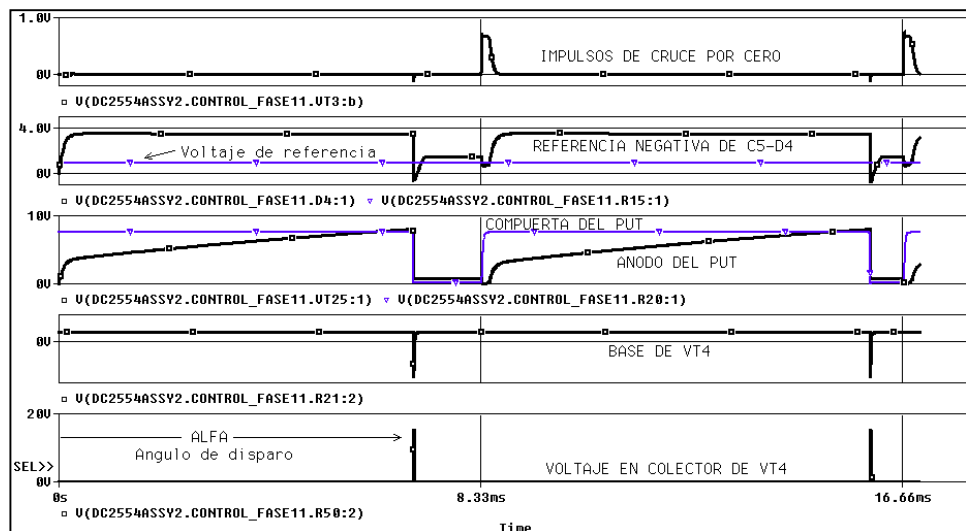 1.0V
IMPULSOS DE CRUCE POR CERO
0V
V(DC2554ASSY2.CONTROL_FASE11.VT3:b)
4.0V
Voltaje de referencia
REFERENCIA NEGATIVA DE C5-D4
0V
V(DC2554ASSY2.CONTROL_FASE11.D4:1) V(DC2554ASSY2.CONTROL_FASE11.R15:1)
10V
COMPUERTA DEL PUT
ANODO DEL PUT
0V
V(DC2554ASSY2.CONTROL_FASE11.VT25:1) V(DC2554ASSY2.CONTROL_FASE11.R20:1)
0V
BASE DE VT4
V(DC2554ASSY2.CONTROL_FASE11.R21:2)
20V
ALFA
Angulo de disparo
SEL>>
VOLTAJE EN COLECTOR DE VT4
0V
0s 8.33ms 16.66ms
V(DC2554ASSY2.CONTROL_FASE11.R50:2)
Time